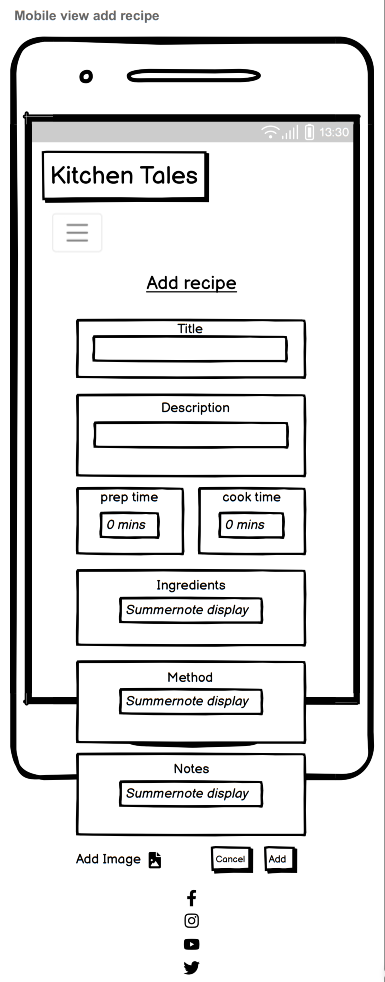 Mobile view add recipe
13:30
Kitchen Tales
Add recipe
Title
Description
prep time
cook time
0 mins
0 mins
Ingredients
Summernote display
Method
Summernote display
Notes
Summernote display
Add Image
Cancel
Add